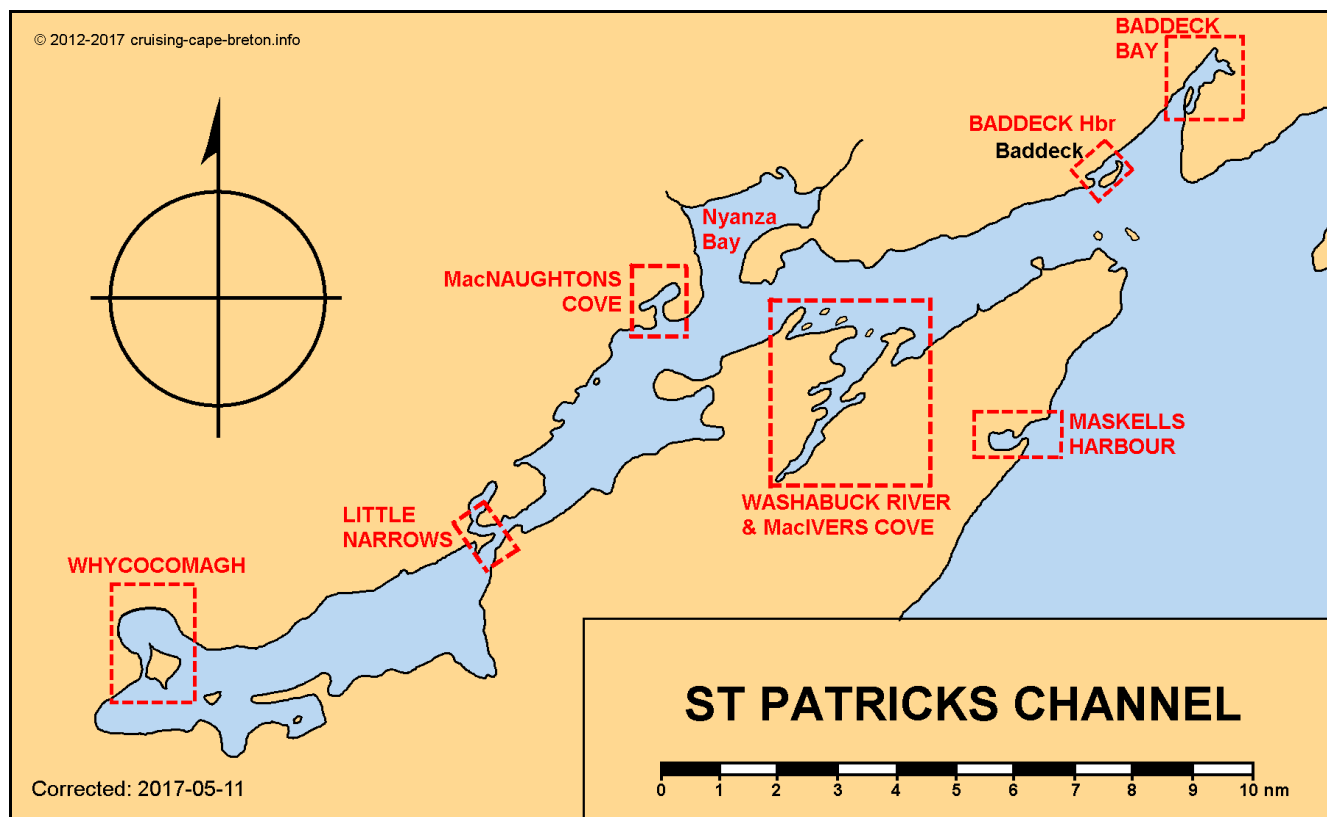 © 2012-2017 cruising-cape-breton.info
BADDECK
BAY
BADDECK Hbr
Baddeck
Nyanza
Bay
MacNAUGHTONS
COVE
MASKELLS
HARBOUR
WASHABUCK RIVER
& MacIVERS COVE
LITTLE
NARROWS
WHYCOCOMAGH
ST PATRICKS CHANNEL
0 1 2 3 4 5 6 7 8 9 10 nm
Corrected: 2017-05-11